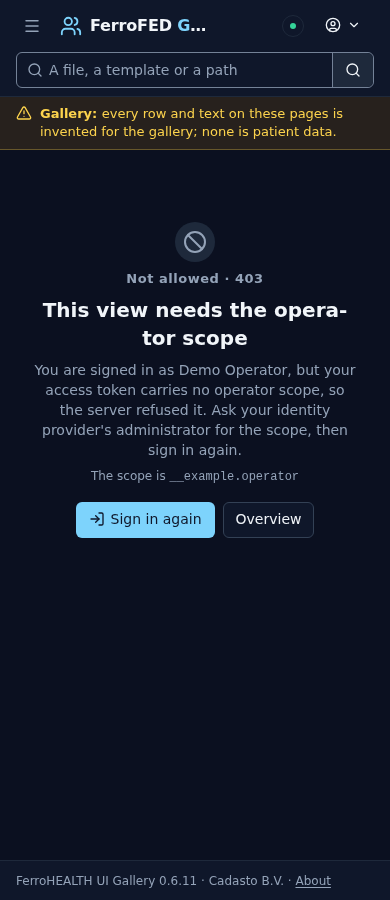 FerroFED G…
A file, a template or a path
Gallery: every row and text on these pages is
invented for the gallery; none is patient data.
Not allowed · 403
This view needs the opera-
tor scope
You are signed in as Demo Operator, but your
access token carries no operator scope, so
the server refused it. Ask your identity
provider's administrator for the scope, then
sign in again.
The scope is __example.operator
Sign in again
Overview
FerroHEALTH UI Gallery 0.6.11 · Cadasto B.V. · About